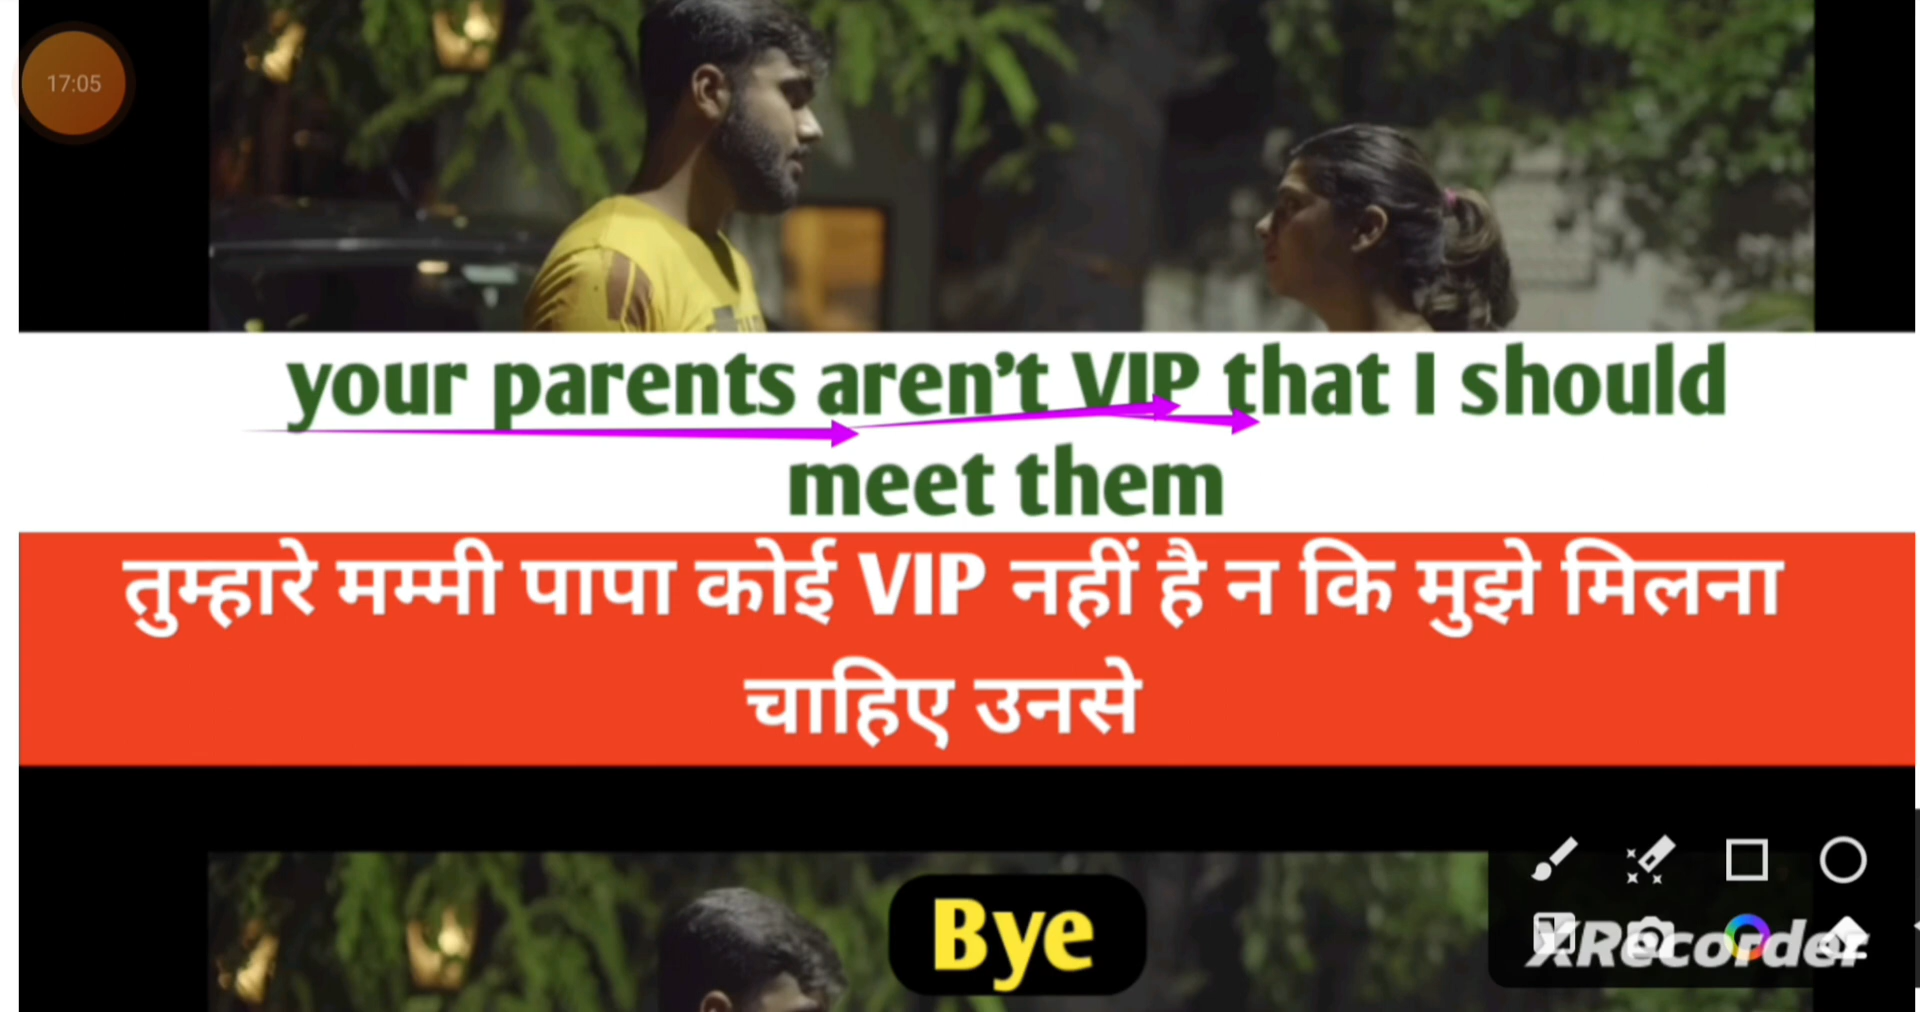 17:05
your parents aren't VIP that I should
meet them
तुम्हारे मम्मी पापा कोई VIP नहीं है न कि मुझे मिलना
चाहिए उनसे
Bye
XRecorder